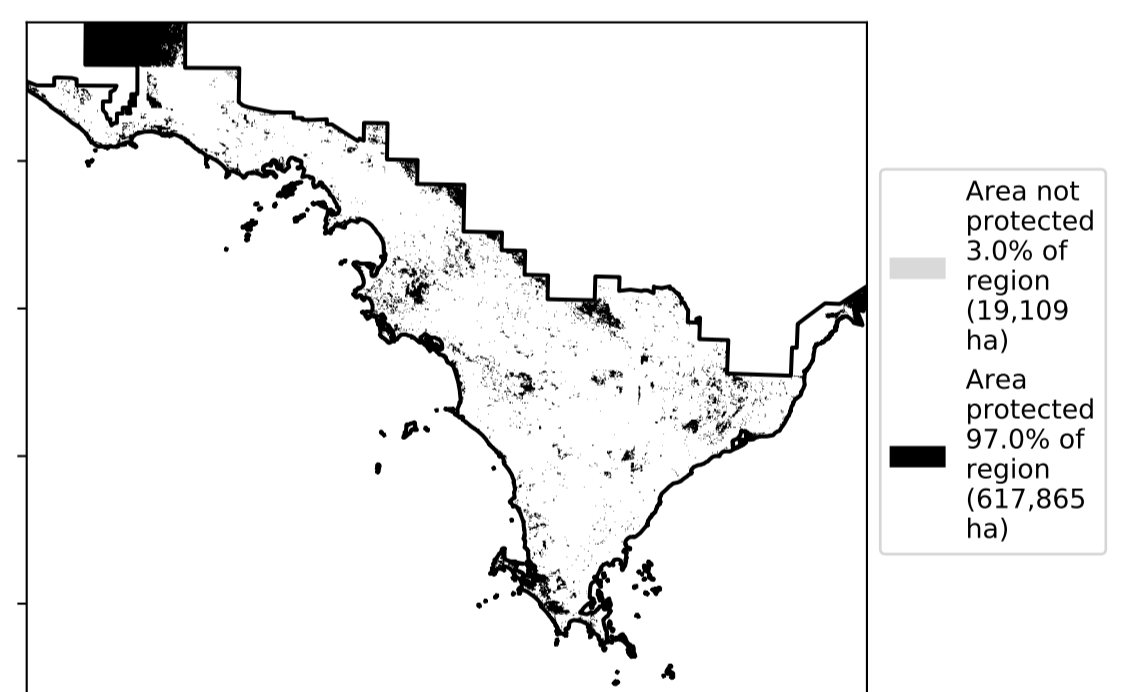 Area not
protected
3.0% of
region
(19,109
ha)
Area
protected
97.0% of
region
(617,865
ha)